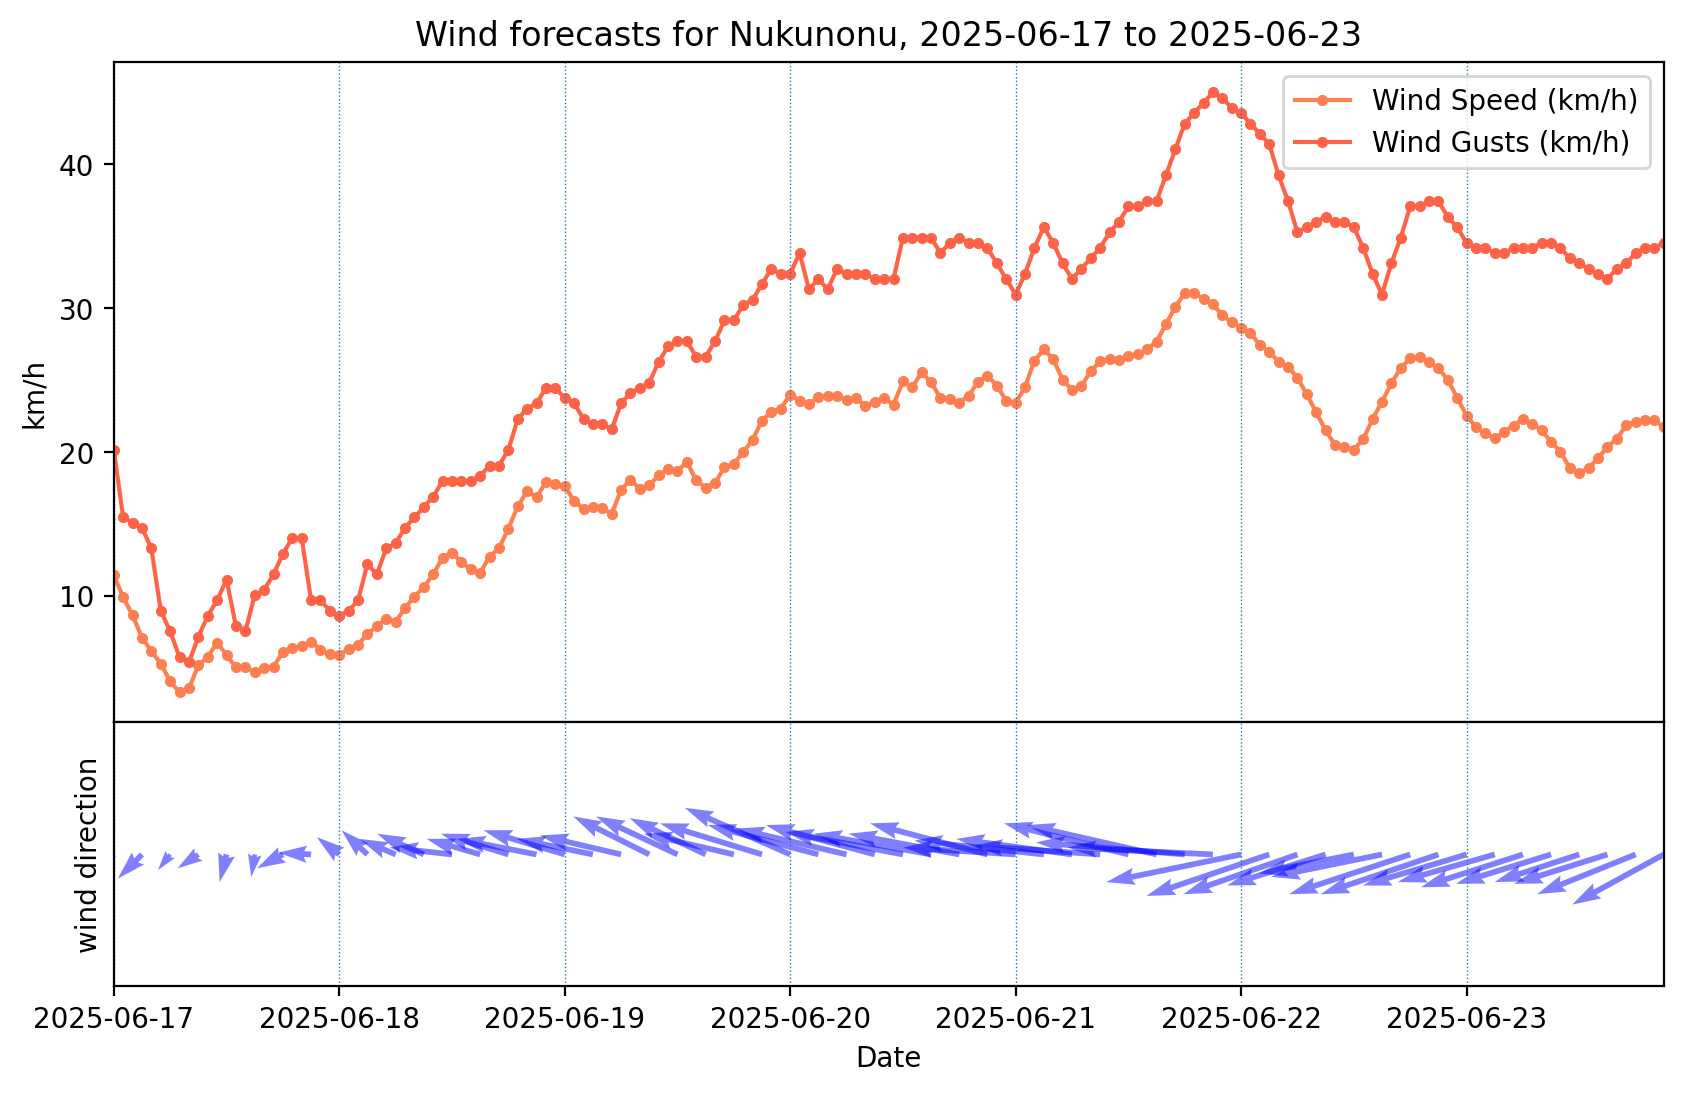 Wind forecasts for Nukunonu, 2025-06-17 to 2025-06-23
Wind Speed (km/h)
Wind Gusts (km/h)
40
30
20
10
km/h
wind direction
2025-06-17
2025-06-18
2025-06-19
2025-06-20
2025-06-21
2025-06-22
2025-06-23
Date